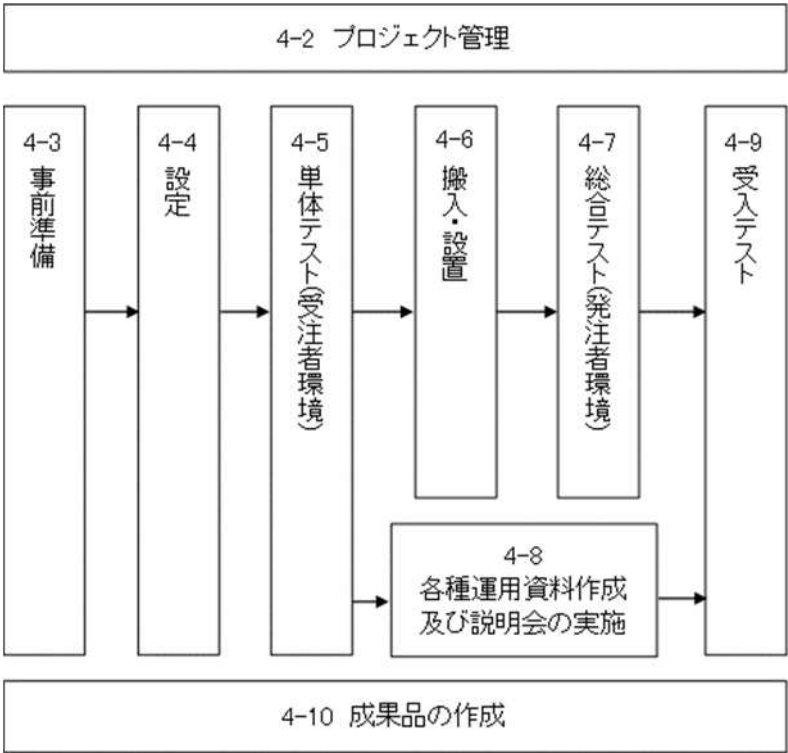 4-2 プロジェクト管理
4-3
事前準備
4-4
設定
4-5
単体テスト(受注者環境)
4-6
搬入・設置
4-7
総合テスト(発注者環境)
4-8
各種運用資料作成
及び説明会の実施
4-9
受入テスト
4-10 成果品の作成